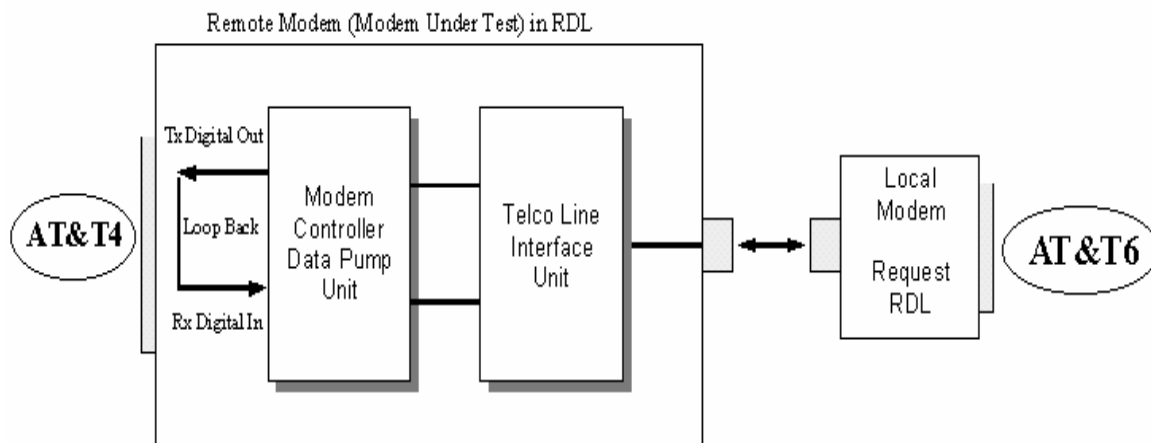 Remote Modem (Modem Under Test) in RDL
AT&T4
Tx Digital Out
Loop Back
Rx Digital In
Modem
Controller
Data Pump
Unit
Telco Line
Interface
Unit
Local
Modem
Request
RDL
AT&T6